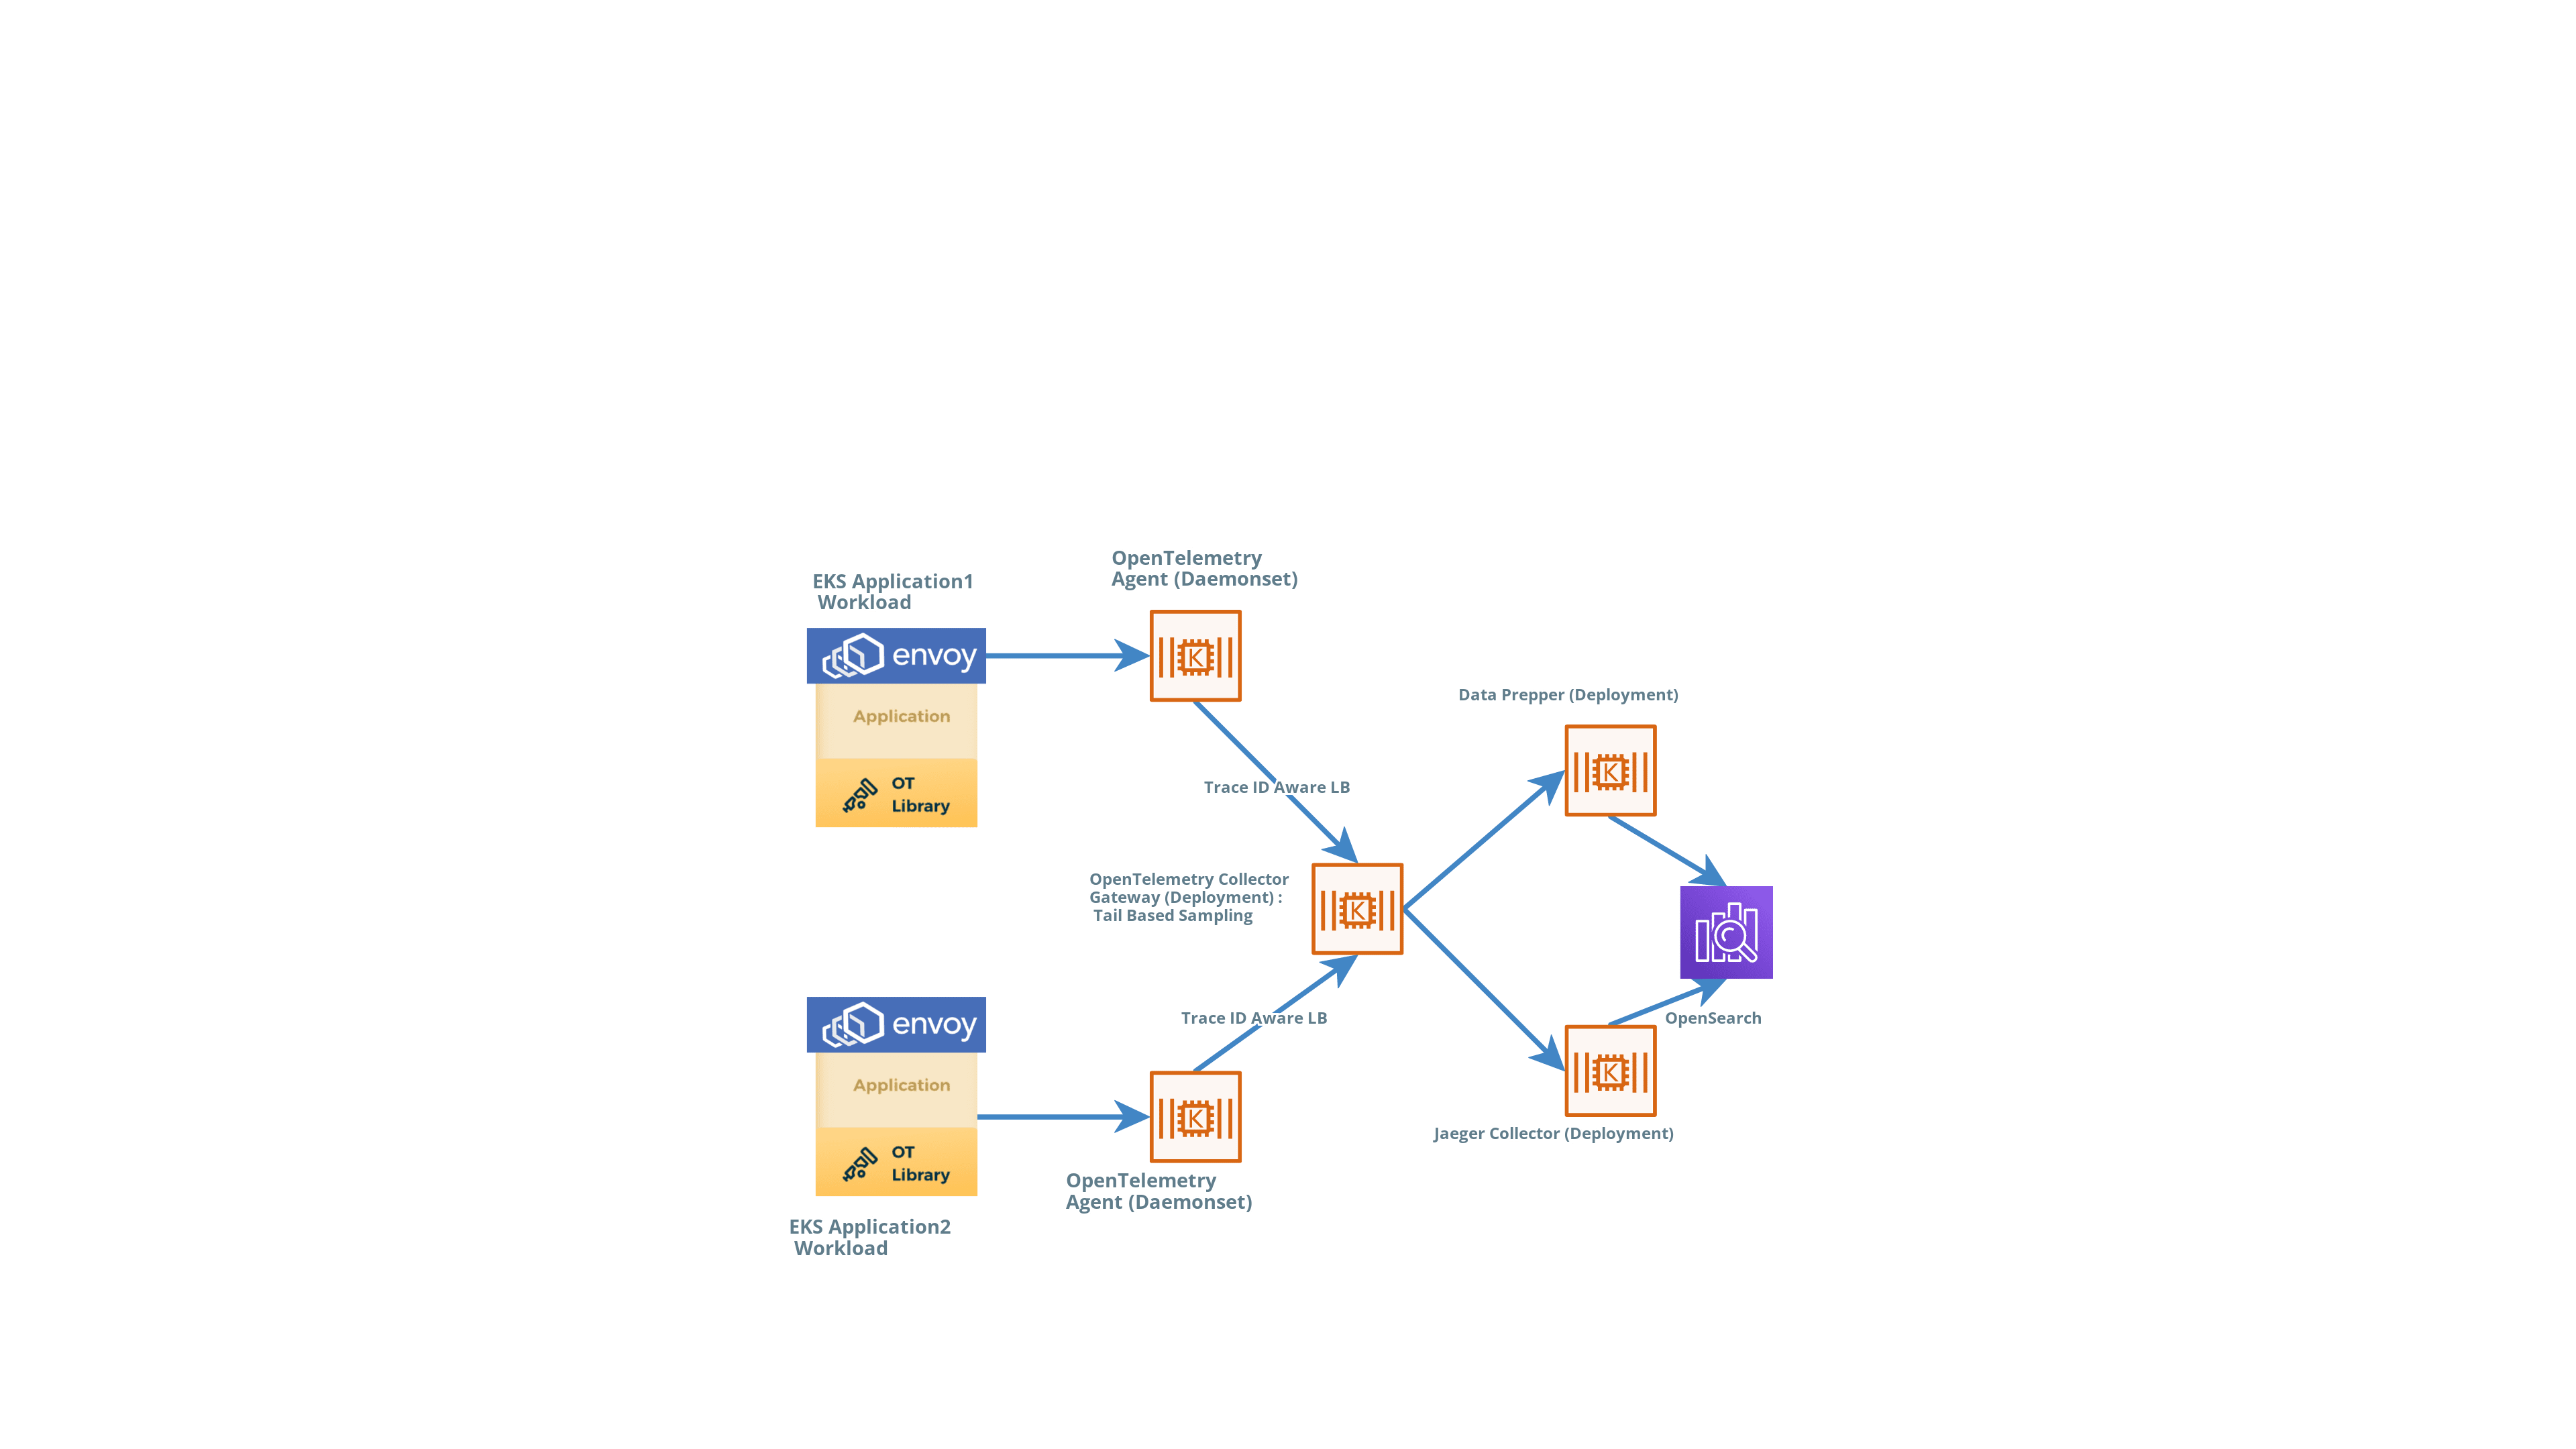 OpenTelemetry
Agent (Daemonset)
EKS Application1
Workload
envoy
Application
OT
Library
Trace ID Aware LB
Data Prepper (Deployment)
OpenTelemetry Collector
Gateway (Deployment) :
Tail Based Sampling
envoy
Application
OT
Library
Trace ID Aware LB
OpenSearch
Jaeger Collector (Deployment)
OpenTelemetry
Agent (Daemonset)
EKS Application2
Workload
K
K
K
K
K